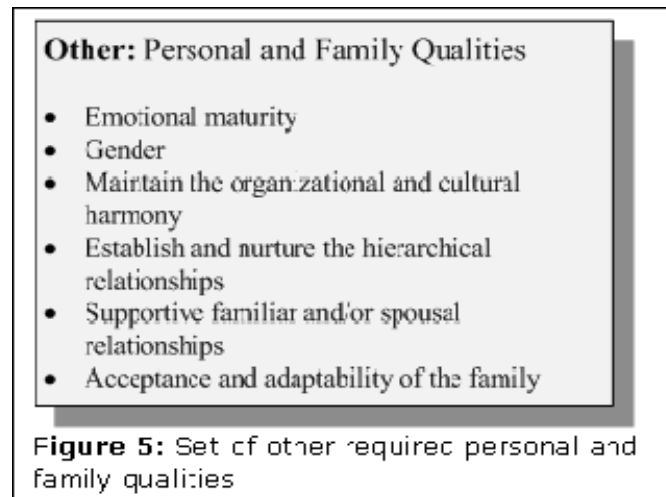 Other: Personal and Family Qualities
• Emotional maturity
• Gender
• Maintain the organizational and cultural
harmony
• Establish and nurture the hierarchical
relationships
• Supportive familiar and/or spousal
relationships
• Acceptance and adaptability of the family
Figure 5: Set of other required personal and
family qualities